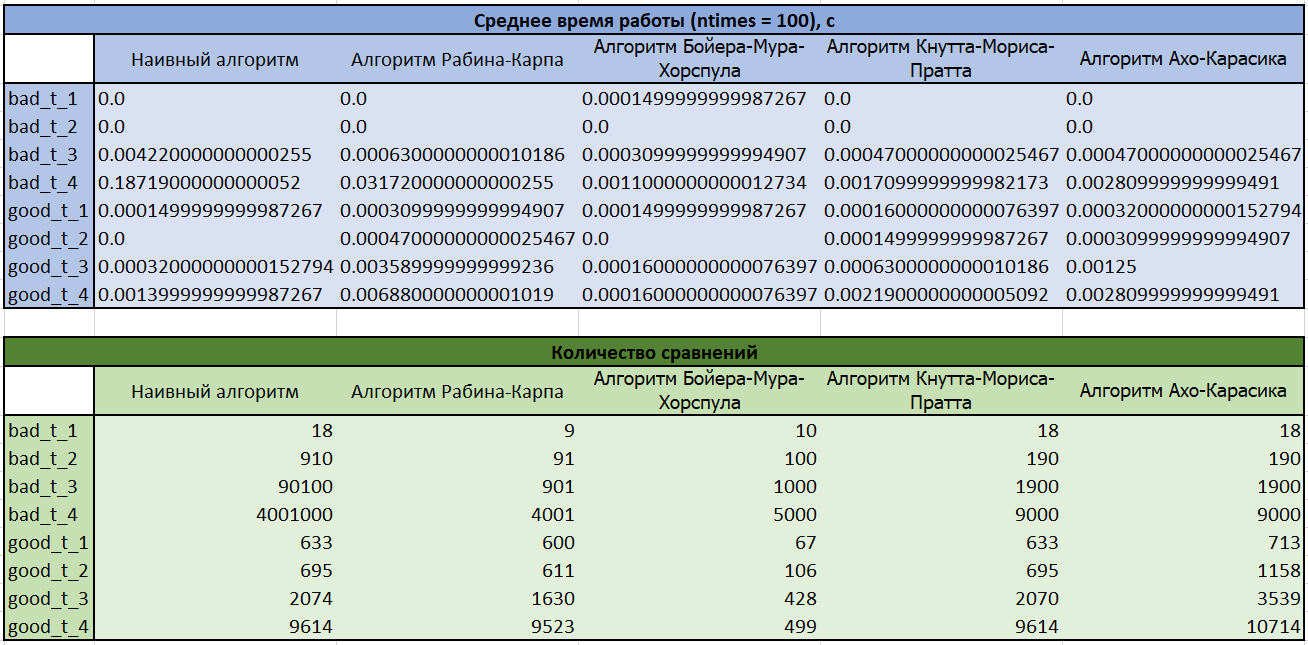 Среднее время работы (ntimes = 100), с
Наивный алгоритм Алгоритм Рабина-Карпа Алгоритм Бойера-Мура-Хорспула Алгоритм Кнутта-Мориса-Пратта Алгоритм Ахо-Карасика
bad_t_1 0.0 0.0 0.0001499999999987267 0.0 0.0
bad_t_2 0.0 0.0 0.0 0.0 0.0
bad_t_3 0.004220000000000255 0.0006300000000010186 0.0003099999999994907 0.00047000000000025467 0.00047000000000025467
bad_t_4 0.18719000000000052 0.031720000000000255 0.0011000000000012734 0.0017099999999982173 0.002809999999999491
good_t_1 0.0001499999999987267 0.0003099999999994907 0.0001499999999987267 0.00016000000000076397 0.00032000000000152794
good_t_2 0.0 0.00047000000000025467 0.0 0.0001499999999987267 0.0003099999999994907
good_t_3 0.00032000000000152794 0.003589999999999236 0.00016000000000076397 0.0006300000000010186 0.00125
good_t_4 0.0013999999999987267 0.006880000000001019 0.00016000000000076397 0.0021900000000005092 0.002809999999999491
Количество сравнений
Наивный алгоритм Алгоритм Рабина-Карпа Алгоритм Бойера-Мура-Хорспула Алгоритм Кнутта-Мориса-Пратта Алгоритм Ахо-Карасика
bad_t_1 18 9 10 18 18
bad_t_2 910 91 100 190 190
bad_t_3 90100 901 1000 1900 1900
bad_t_4 4001000 4001 5000 9000 9000
good_t_1 633 600 67 633 713
good_t_2 695 611 106 695 1158
good_t_3 2074 1630 428 2070 3539
good_t_4 9614 9523 499 9614 10714